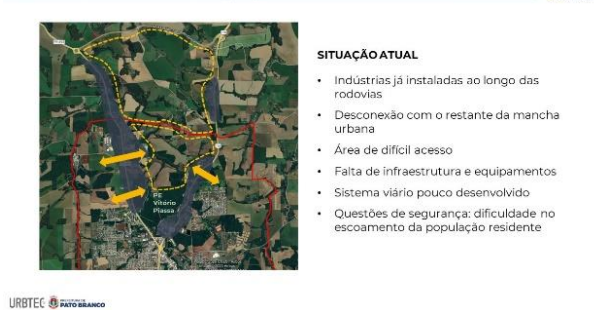 SITUAÇÃO ATUAL
• Indústrias já instaladas ao longo das
rodovias
• Desconexão com o restante da mancha
urbana
• Área de difícil acesso
• Falta de infraestrutura e equipamentos
• Sistema viário pouco desenvolvido
• Questões de segurança: dificuldade no
escoamento da população residente
PE
Vitório
Piassa
URBTEC
PATO BRANCO